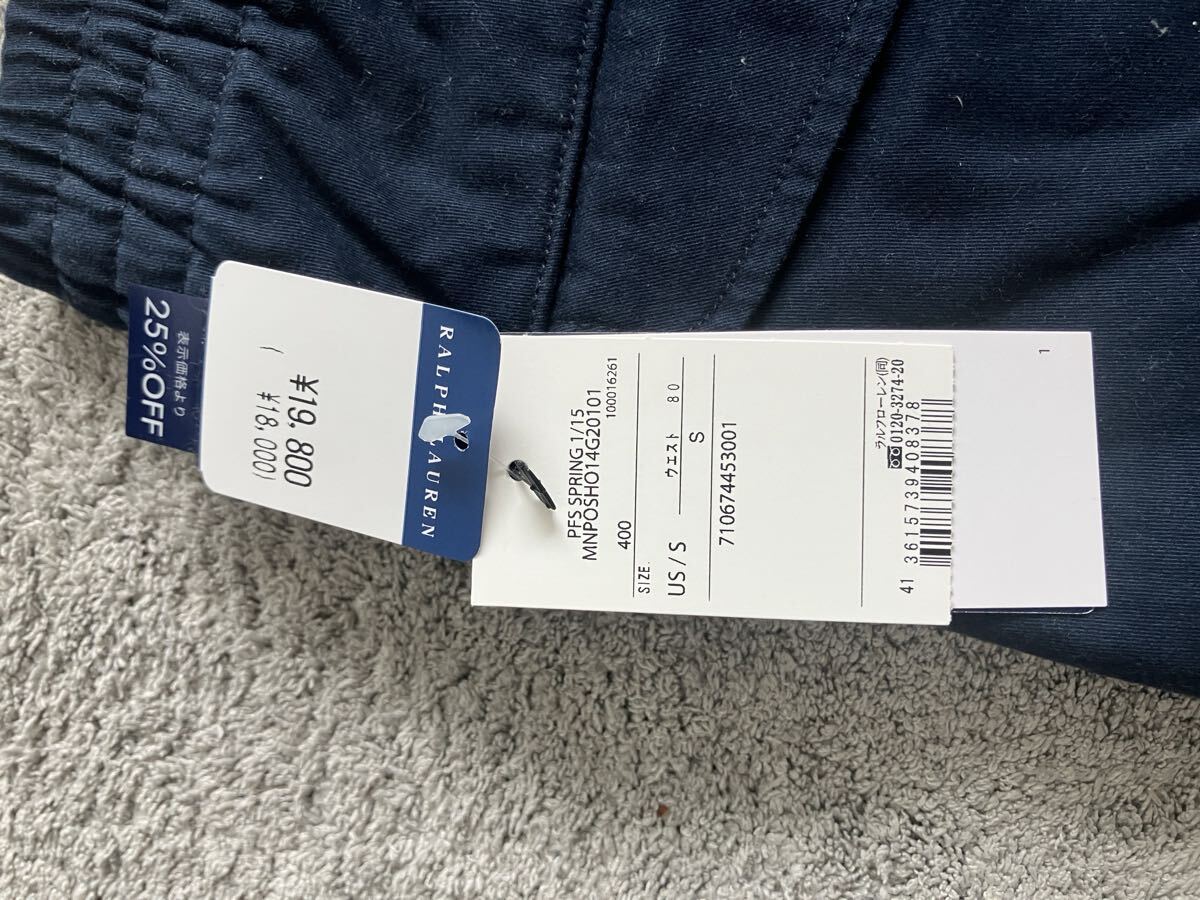 表示価格より
25%OFF
RALPH LAUREN
¥19,800
(¥18,000)
PFS SPRING 1/15
MNPOSHO14G20101
100016261
400
SIZE.
US / S
ウエスト 80
S
710674453001
ラルフローレン(同)
0120-3274-20
41 3615739408378
1